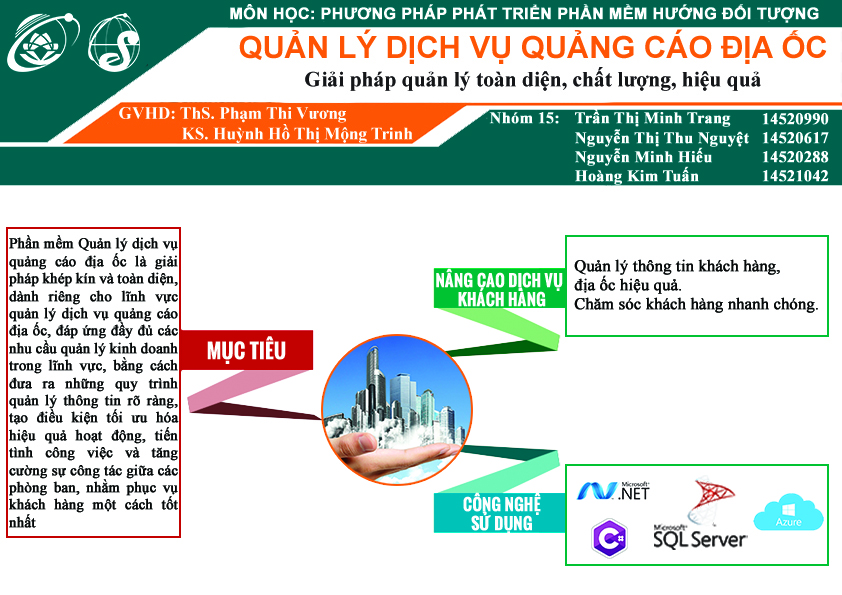 MÔN HỌC: PHƯƠNG PHÁP PHÁT TRIỂN PHẦN MỀM HƯỚNG ĐỐI TƯỢNG
QUẢN LÝ DỊCH VỤ QUẢNG CÁO ĐỊA ỐC
Giải pháp quản lý toàn diện, chất lượng, hiệu quả
GVHD: ThS. Phạm Thi Vương
KS. Huỳnh Hồ Thị Mộng Trinh
Nhóm 15: Trần Thị Minh Trang 14520990
Nguyễn Thị Thu Nguyệt 14520617
Nguyễn Minh Hiếu 14520288
Hoàng Kim Tuấn 14521042
Phần mềm Quản lý dịch vụ
quảng cáo địa ốc là giải
pháp khép kín và toàn diện,
dành riêng cho lĩnh vực
quản lý dịch vụ quảng cáo
địa ốc, đáp ứng đầy đủ các
nhu cầu quản lý kinh doanh
trong lĩnh vực, bằng cách
đưa ra những quy trình
quản lý thông tin rõ ràng,
tạo điều kiện tối ưu hóa
hiệu quả hoạt động, tiến
tình công việc và tăng
cường sự công tác giữa các
phòng ban, nhằm phục vụ
khách hàng một cách tốt
nhất
MỤC TIÊU
NÂNG CAO DỊCH VỤ
KHÁCH HÀNG
Quản lý thông tin khách hàng,
địa ốc hiệu quả.
Chăm sóc khách hàng nhanh chóng.
CÔNG NGHỆ
SỬ DỤNG
Microsoft
.NET
C#
Microsoft
SQL Server
Azure